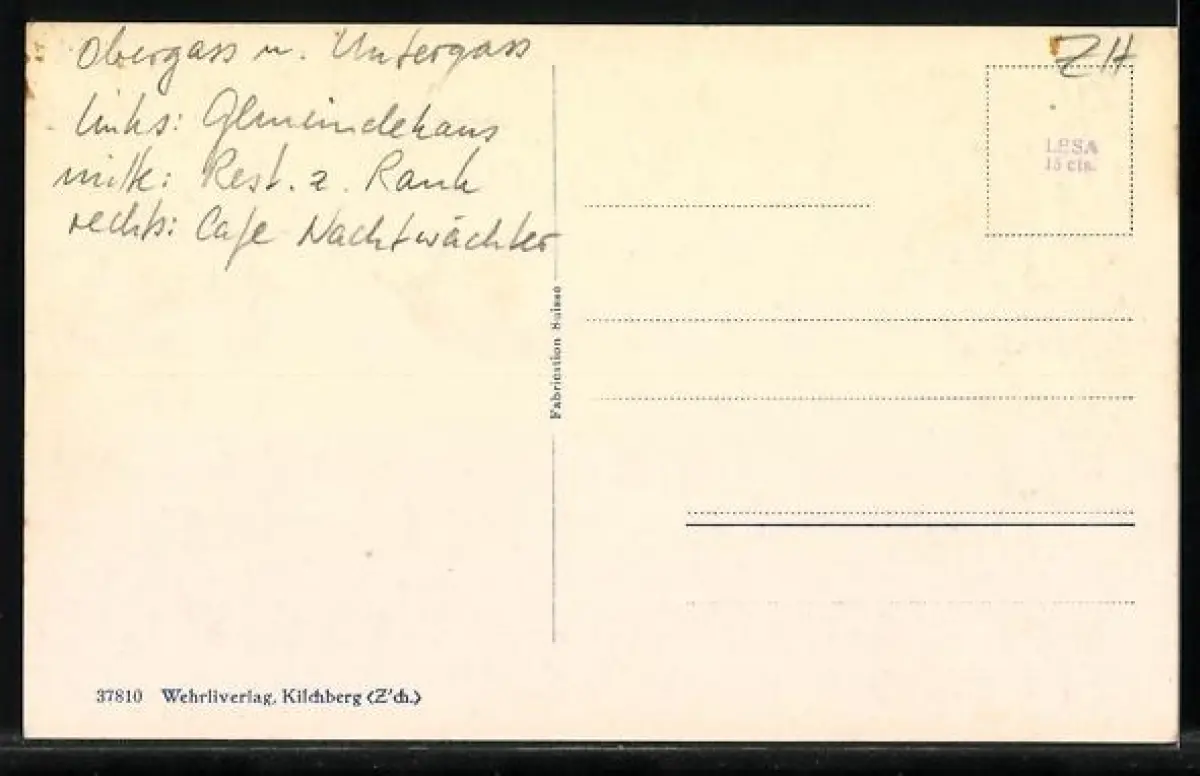 Obergass u. Untergass
links: Gemeindehaus
mitte: Rest. z. Rank
rechts: Cafe Nachtwächter
ZH
LESA
15 cts.
Fabrication Suisse
37810 Wehrliverlag, Kilchberg (Z'ch.)